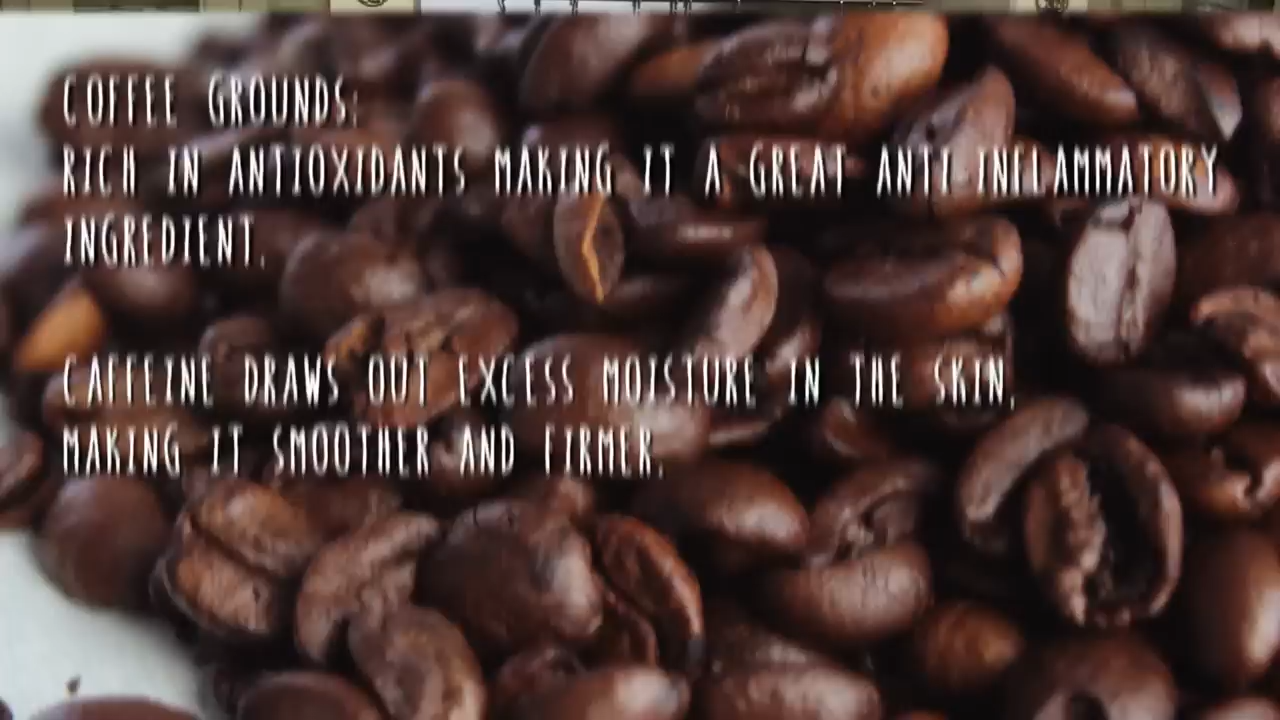 COFFEE GROUNDS:
RICH IN ANTIOXIDANTS MAKING IT A GREAT ANTI INFLAMMATORY
INGREDIENT.
CAFFEINE DRAWS OUT EXCESS MOISTURE IN THE SKIN,
MAKING IT SMOOTHER AND FIRMER.